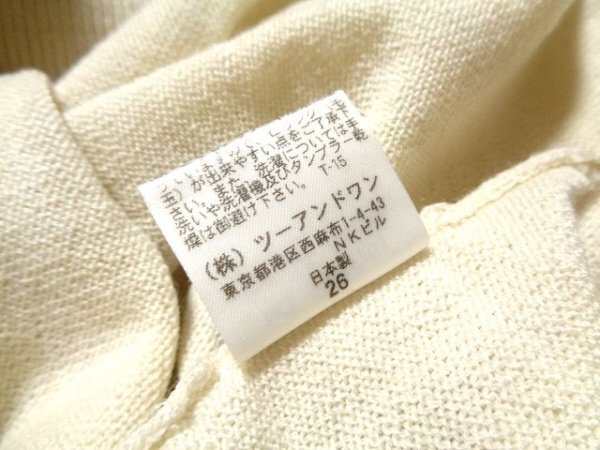 玉が出来やすい点をご了承下
さい。また、洗濯については手
洗いや洗濯機及びタンブラー乾
燥は御避け下さい。 T-15
(株) ツーアンドワン
東京都港区西麻布1-4-43
NKビル
日本製
26